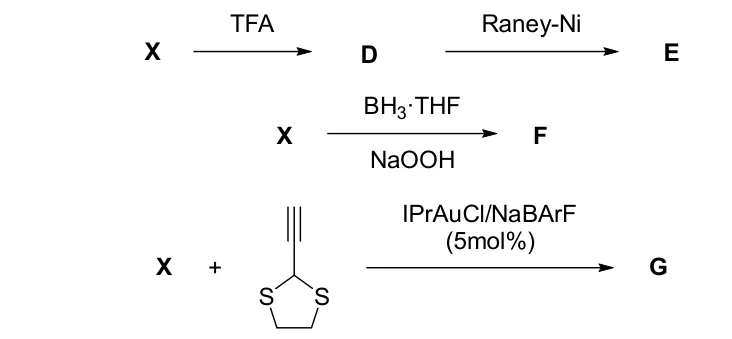 X TFA D Raney-Ni E
X BH₃·THF F
NaOOH
IPrAuCl/NaBArF
(5mol%)
X + G
S S